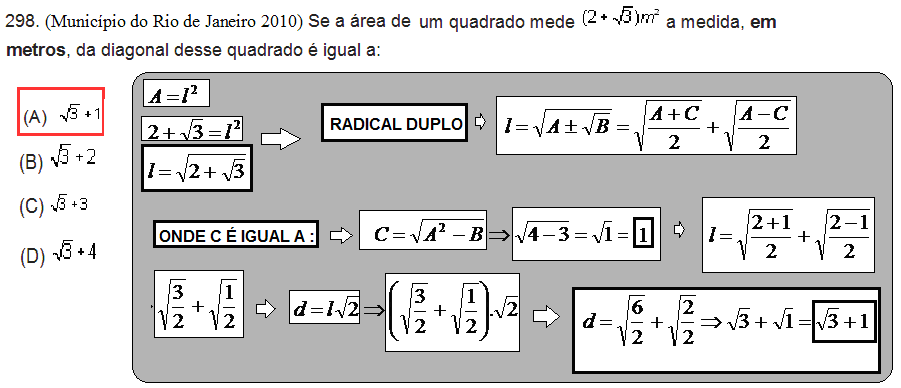 298. (Município do Rio de Janeiro 2010) Se a área de um quadrado mede (2 + √3)m² a medida, em
metros, da diagonal desse quadrado é igual a:
(A) √3 + 1
(B) √3 + 2
(C) √3 + 3
(D) √3 + 4
A = l²
2 + √3 = l²
l = √(2 + √3)
RADICAL DUPLO
l = √(A ± √B) = √((A + C)/2) + √((A − C)/2)
ONDE C É IGUAL A :
C = √(A² − B) ⇒ √(4 − 3) = √1 = 1
l = √((2 + 1)/2) + √((2 − 1)/2)
√(3/2) + √(1/2)
d = l√2 ⇒ (√(3/2) + √(1/2)).√2
d = √(6/2) + √(2/2) ⇒ √3 + √1 = √3 + 1